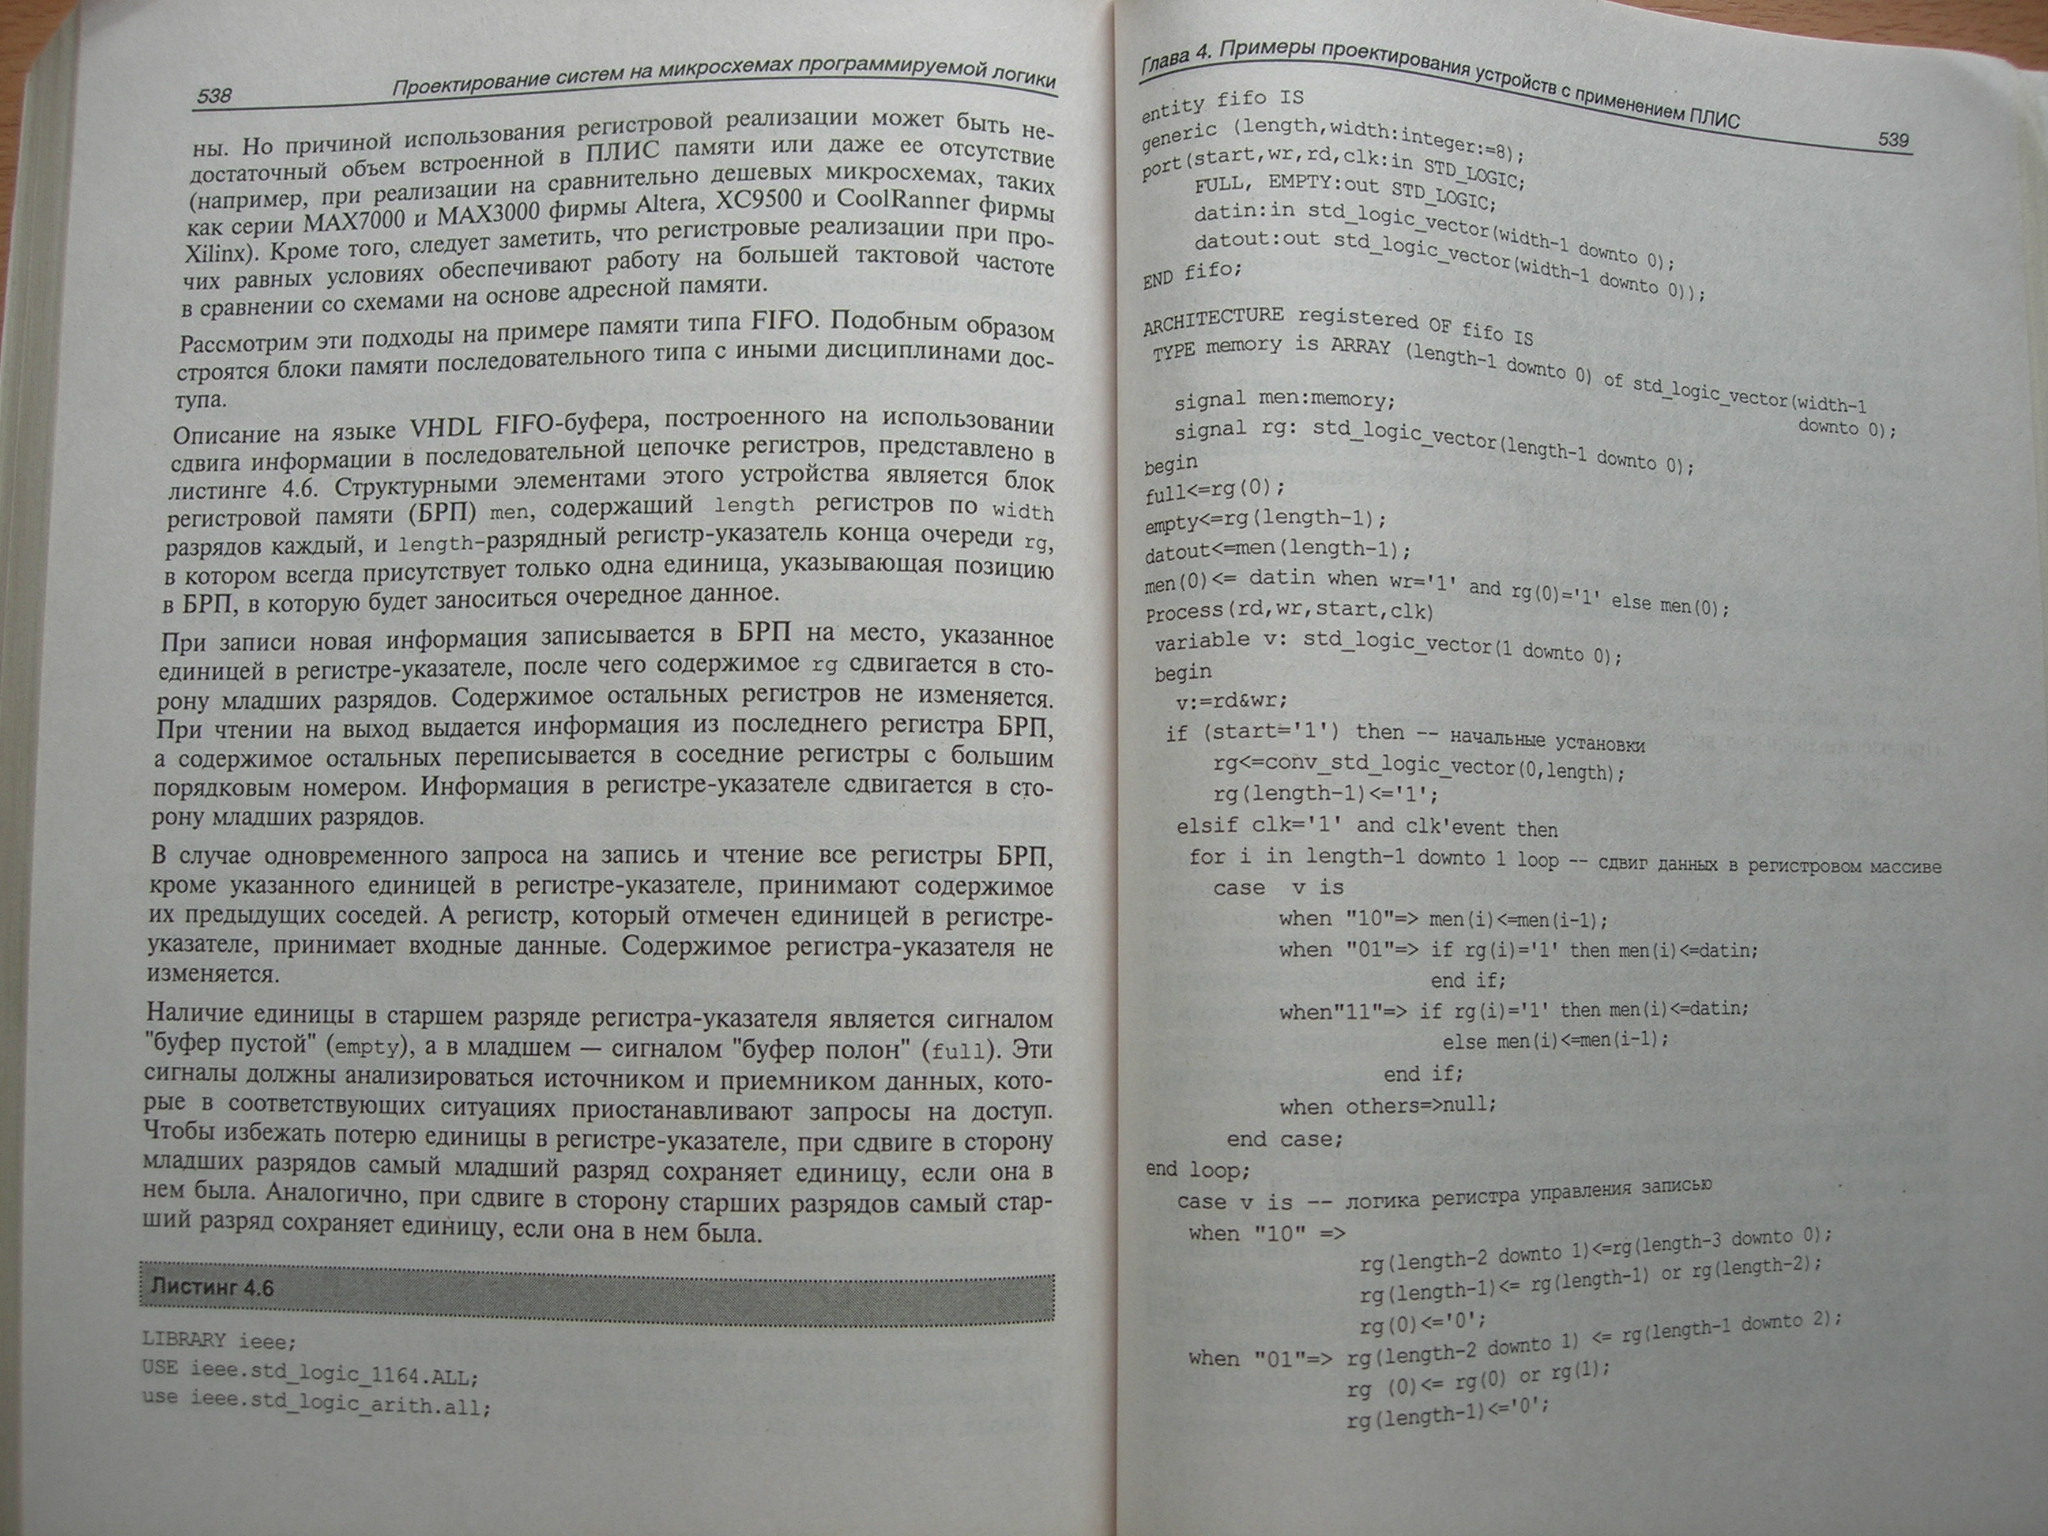 538 Проектирование систем на микросхемах программируемой логики
ны. Но причиной использования регистровой реализации может быть не-
достаточный объем встроенной в ПЛИС памяти или даже ее отсутствие
(например, при реализации на сравнительно дешевых микросхемах, таких
как серии MAX7000 и MAX3000 фирмы Altera, XC9500 и CoolRanner фирмы
Xilinx). Кроме того, следует заметить, что регистровые реализации при про-
чих равных условиях обеспечивают работу на большей тактовой частоте
в сравнении со схемами на основе адресной памяти.
Рассмотрим эти подходы на примере памяти типа FIFO. Подобным образом
строятся блоки памяти последовательного типа с иными дисциплинами дос-
тупа.
Описание на языке VHDL FIFO-буфера, построенного на использовании
сдвига информации в последовательной цепочке регистров, представлено в
листинге 4.6. Структурными элементами этого устройства является блок
регистровой памяти (БРП) men, содержащий length регистров по width
разрядов каждый, и length-разрядный регистр-указатель конца очереди rg,
в котором всегда присутствует только одна единица, указывающая позицию
в БРП, в которую будет заноситься очередное данное.
При записи новая информация записывается в БРП на место, указанное
единицей в регистре-указателе, после чего содержимое rg сдвигается в сто-
рону младших разрядов. Содержимое остальных регистров не изменяется.
При чтении на выход выдается информация из последнего регистра БРП,
а содержимое остальных переписывается в соседние регистры с большим
порядковым номером. Информация в регистре-указателе сдвигается в сто-
рону младших разрядов.
В случае одновременного запроса на запись и чтение все регистры БРП,
кроме указанного единицей в регистре-указателе, принимают содержимое
их предыдущих соседей. А регистр, который отмечен единицей в регистре-
указателе, принимает входные данные. Содержимое регистра-указателя не
изменяется.
Наличие единицы в старшем разряде регистра-указателя является сигналом
"буфер пустой" (empty), а в младшем — сигналом "буфер полон" (full). Эти
сигналы должны анализироваться источником и приемником данных, кото-
рые в соответствующих ситуациях приостанавливают запросы на доступ.
Чтобы избежать потерю единицы в регистре-указателе, при сдвиге в сторону
младших разрядов самый младший разряд сохраняет единицу, если она в
нем была. Аналогично, при сдвиге в сторону старших разрядов самый стар-
ший разряд сохраняет единицу, если она в нем была.
Листинг 4.6
LIBRARY ieee;
USE ieee.std_logic_1164.ALL;
use ieee.std_logic_arith.all;
Глава 4. Примеры проектирования устройств с применением ПЛИС 539
entity fifo IS
generic (length,width:integer:=8);
port(start,wr,rd,clk:in STD_LOGIC;
FULL, EMPTY:out STD_LOGIC;
datin:in std_logic_vector(width-1 downto 0);
datout:out std_logic_vector(width-1 downto 0));
END fifo;
ARCHITECTURE registered OF fifo IS
TYPE memory is ARRAY (length-1 downto 0) of std_logic_vector(width-1
downto 0);
signal men:memory;
signal rg: std_logic_vector(length-1 downto 0);
begin
full<=rg(0);
empty<=rg(length-1);
datout<=men(length-1);
men(0)<= datin when wr='1' and rg(0)='1' else men(0);
Process(rd,wr,start,clk)
variable v: std_logic_vector(1 downto 0);
begin
v:=rd&wr;
if (start='1') then -- начальные установки
rg<=conv_std_logic_vector(0,length);
rg(length-1)<='1';
elsif clk='1' and clk'event then
for i in length-1 downto 1 loop -- сдвиг данных в регистровом массиве
case v is
when "10"=> men(i)<=men(i-1);
when "01"=> if rg(i)='1' then men(i)<=datin;
end if;
when"11"=> if rg(i)='1' then men(i)<=datin;
else men(i)<=men(i-1);
end if;
when others=>null;
end case;
end loop;
case v is -- логика регистра управления записью
when "10" =>
rg(length-2 downto 1)<=rg(length-3 downto 0);
rg(length-1)<= rg(length-1) or rg(length-2);
rg(0)<='0';
when "01"=> rg(length-2 downto 1) <= rg(length-1 downto 2);
rg (0)<= rg(0) or rg(1);
rg(length-1)<='0';